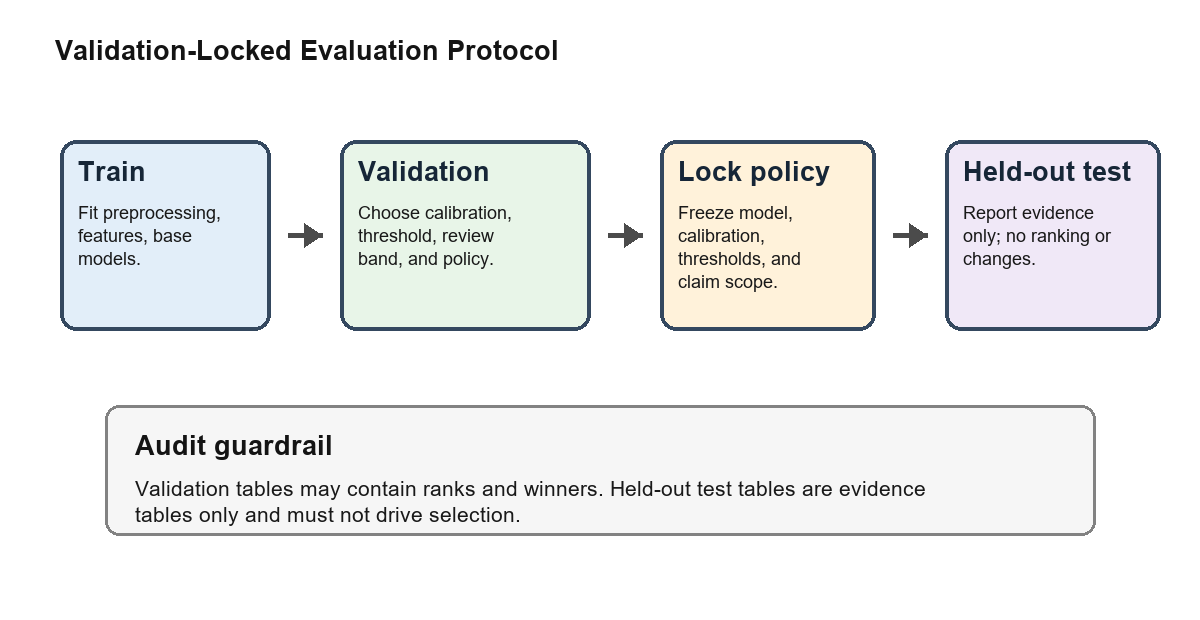 Validation-Locked Evaluation Protocol
Train
Fit preprocessing,
features, base
models.
Validation
Choose calibration,
threshold, review
band, and policy.
Lock policy
Freeze model,
calibration,
thresholds, and
claim scope.
Held-out test
Report evidence
only; no ranking or
changes.
Audit guardrail
Validation tables may contain ranks and winners. Held-out test tables are evidence
tables only and must not drive selection.